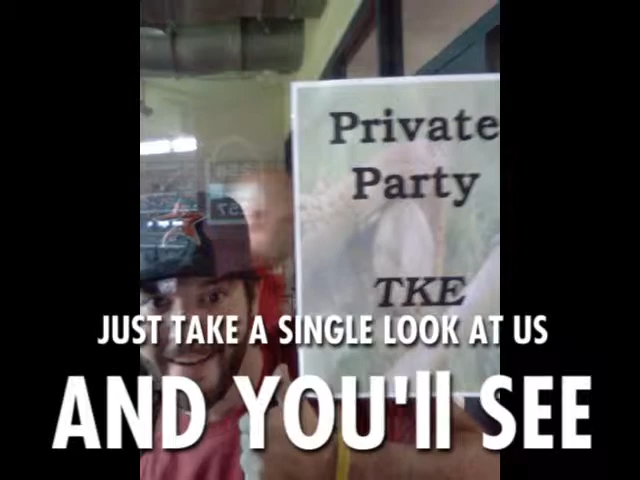 Private
Party
TKE
JUST TAKE A SINGLE LOOK AT US
AND YOU'll SEE